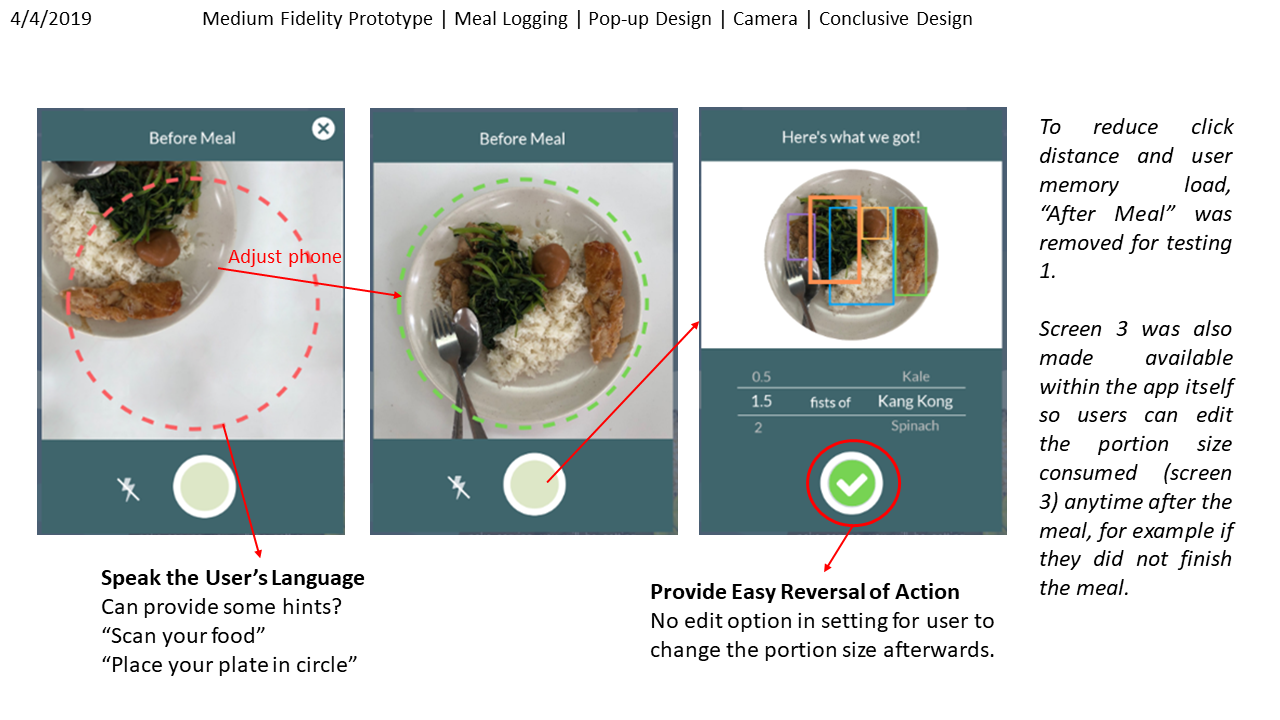 4/4/2019
Medium Fidelity Prototype | Meal Logging | Pop-up Design | Camera | Conclusive Design
Before Meal
Adjust phone
Before Meal
Here's what we got!
0.5 Kale
1.5 fists of Kang Kong
2 Spinach
To reduce click
distance and user
memory load,
“After Meal” was
removed for testing
1.
Screen 3 was also
made available
within the app itself
so users can edit
the portion size
consumed (screen
3) anytime after the
meal, for example if
they did not finish
the meal.
Speak the User’s Language
Can provide some hints?
“Scan your food”
“Place your plate in circle”
Provide Easy Reversal of Action
No edit option in setting for user to
change the portion size afterwards.